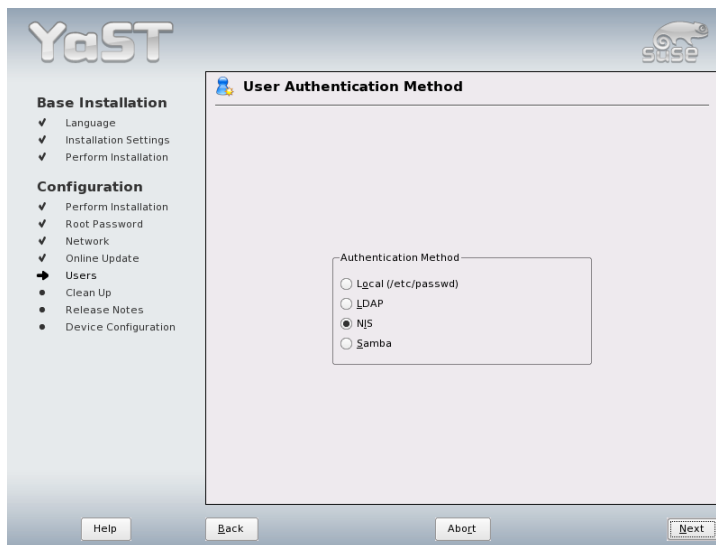 YaST
SUSE
Base Installation
Language
Installation Settings
Perform Installation
Configuration
Perform Installation
Root Password
Network
Online Update
Users
Clean Up
Release Notes
Device Configuration
User Authentication Method
Authentication Method
Local (/etc/passwd)
LDAP
NIS
Samba
Help
Back
Abort
Next